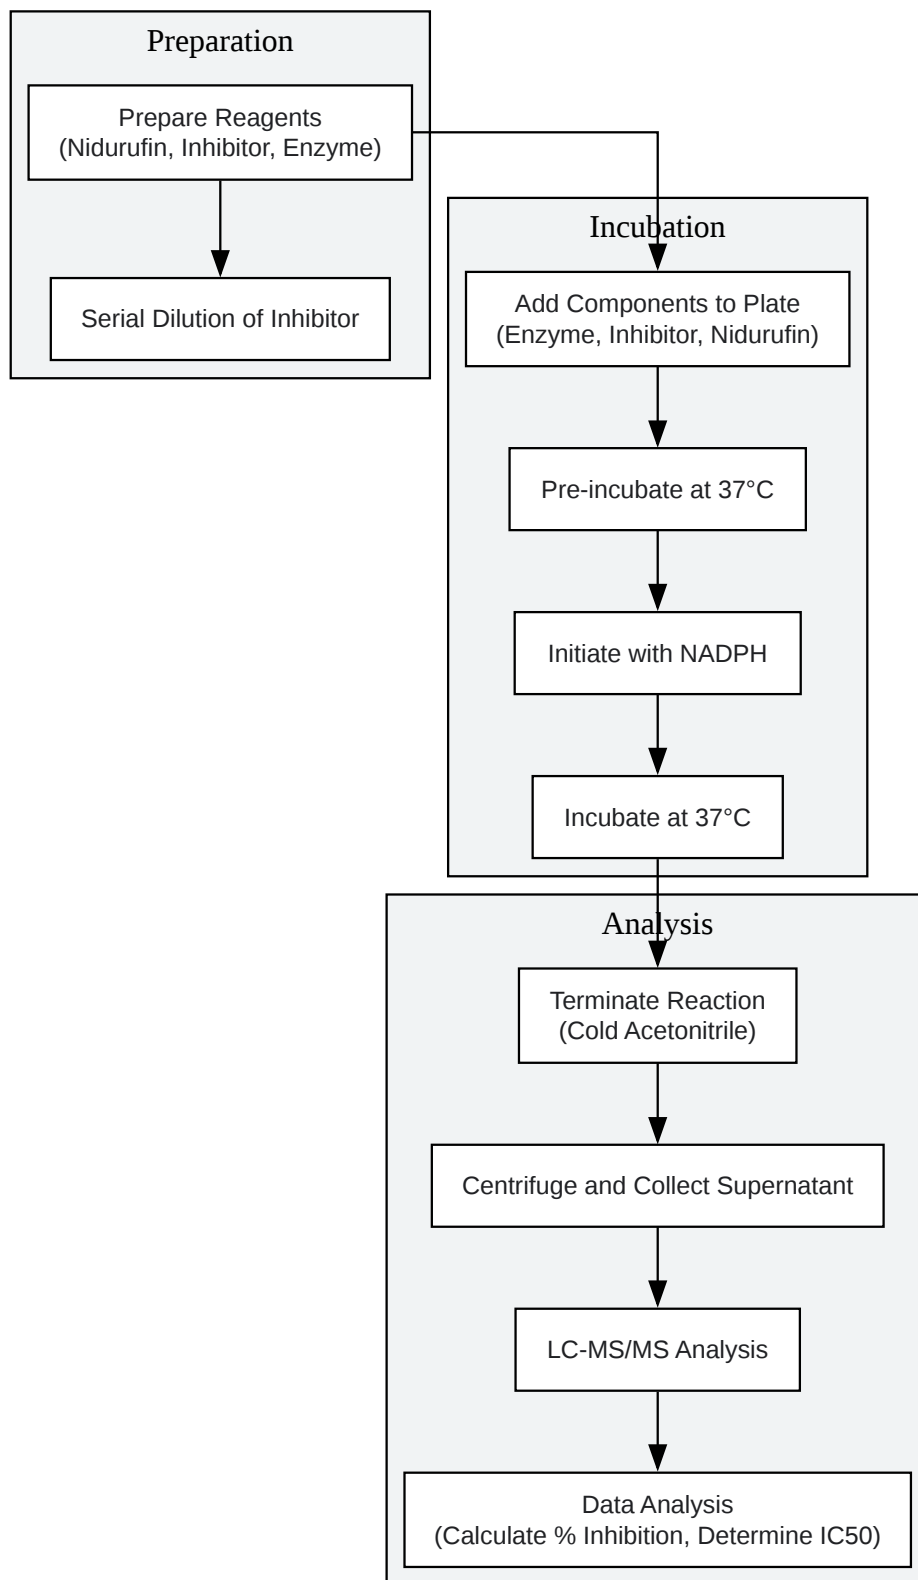 Preparation
Prepare Reagents
(Nidurufin, Inhibitor, Enzyme)
Serial Dilution of Inhibitor
Incubation
Add Components to Plate
(Enzyme, Inhibitor, Nidurufin)
Pre-incubate at 37°C
Initiate with NADPH
Incubate at 37°C
Analysis
Terminate Reaction
(Cold Acetonitrile)
Centrifuge and Collect Supernatant
LC-MS/MS Analysis
Data Analysis
(Calculate % Inhibition, Determine IC50)